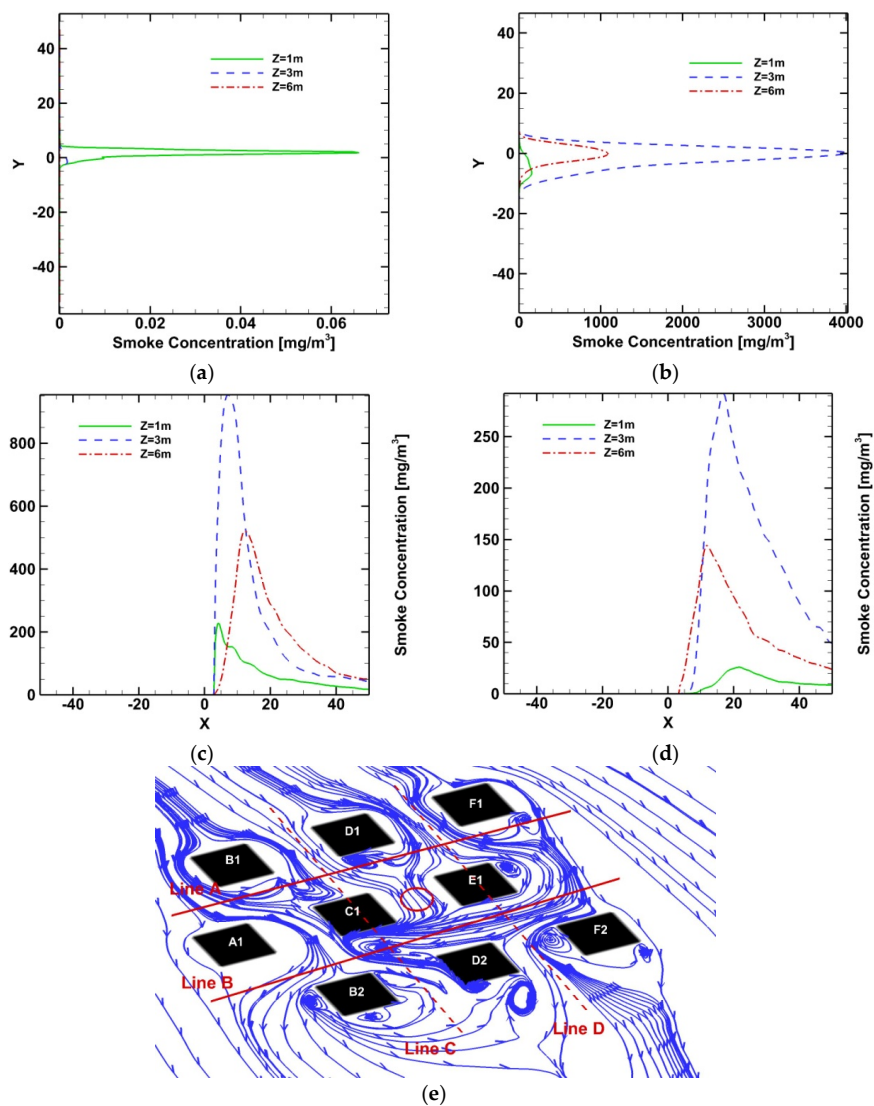 40
20
0
-20
-40
Y
Z=1m
Z=3m
Z=6m
0
0.02
0.04
0.06
Smoke Concentration [mg/m³]
(a)
40
20
0
-20
-40
Y
Z=1m
Z=3m
Z=6m
0
1000
2000
3000
4000
Smoke Concentration [mg/m³]
(b)
800
600
400
200
0
Z=1m
Z=3m
Z=6m
-40
-20
0
20
40
X
Smoke Concentration [mg/m³]
(c)
250
200
150
100
50
0
Z=1m
Z=3m
Z=6m
-40
-20
0
20
40
X
Smoke Concentration [mg/m³]
(d)
F1
D1
B1
E1
Line A
C1
A1
F2
D2
Line B
B2
Line C
Line D
(e)